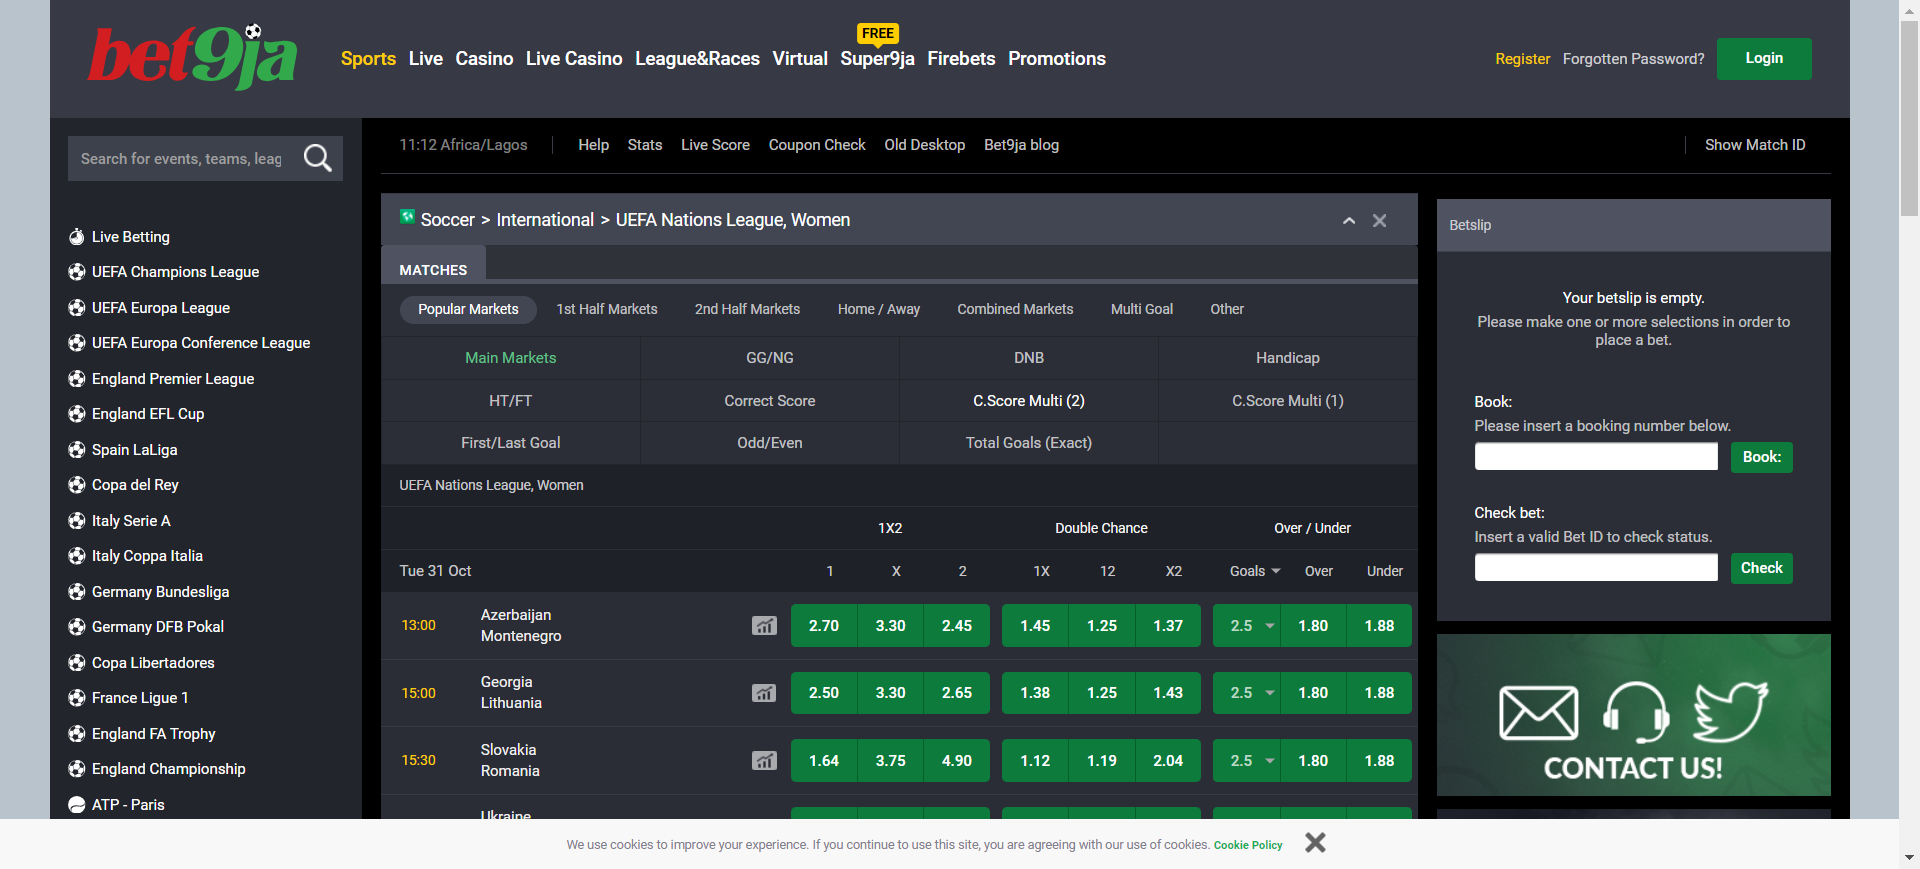 bet9ja
FREE
Sports Live Casino Live Casino League&Races Virtual Super9ja Firebets Promotions
Register Forgotten Password? Login
Search for events, teams, leag
11:12 Africa/Lagos Help Stats Live Score Coupon Check Old Desktop Bet9ja blog Show Match ID
Live Betting
UEFA Champions League
UEFA Europa League
UEFA Europa Conference League
England Premier League
England EFL Cup
Spain LaLiga
Copa del Rey
Italy Serie A
Italy Coppa Italia
Germany Bundesliga
Germany DFB Pokal
Copa Libertadores
France Ligue 1
England FA Trophy
England Championship
ATP - Paris
Soccer > International > UEFA Nations League, Women
MATCHES
Popular Markets 1st Half Markets 2nd Half Markets Home / Away Combined Markets Multi Goal Other
Main Markets GG/NG DNB Handicap
HT/FT Correct Score C.Score Multi (2) C.Score Multi (1)
First/Last Goal Odd/Even Total Goals (Exact)
UEFA Nations League, Women
1X2 Double Chance Over / Under
Tue 31 Oct 1 X 2 1X 12 X2 Goals Over Under
13:00 Azerbaijan
Montenegro
2.70 3.30 2.45 1.45 1.25 1.37 2.5 1.80 1.88
15:00 Georgia
Lithuania
2.50 3.30 2.65 1.38 1.25 1.43 2.5 1.80 1.88
15:30 Slovakia
Romania
1.64 3.75 4.90 1.12 1.19 2.04 2.5 1.80 1.88
Ukraine
Betslip
Your betslip is empty.
Please make one or more selections in order to
place a bet.
Book:
Please insert a booking number below.
Book:
Check bet:
Insert a valid Bet ID to check status.
Check
CONTACT US!
We use cookies to improve your experience. If you continue to use this site, you are agreeing with our use of cookies. Cookie Policy